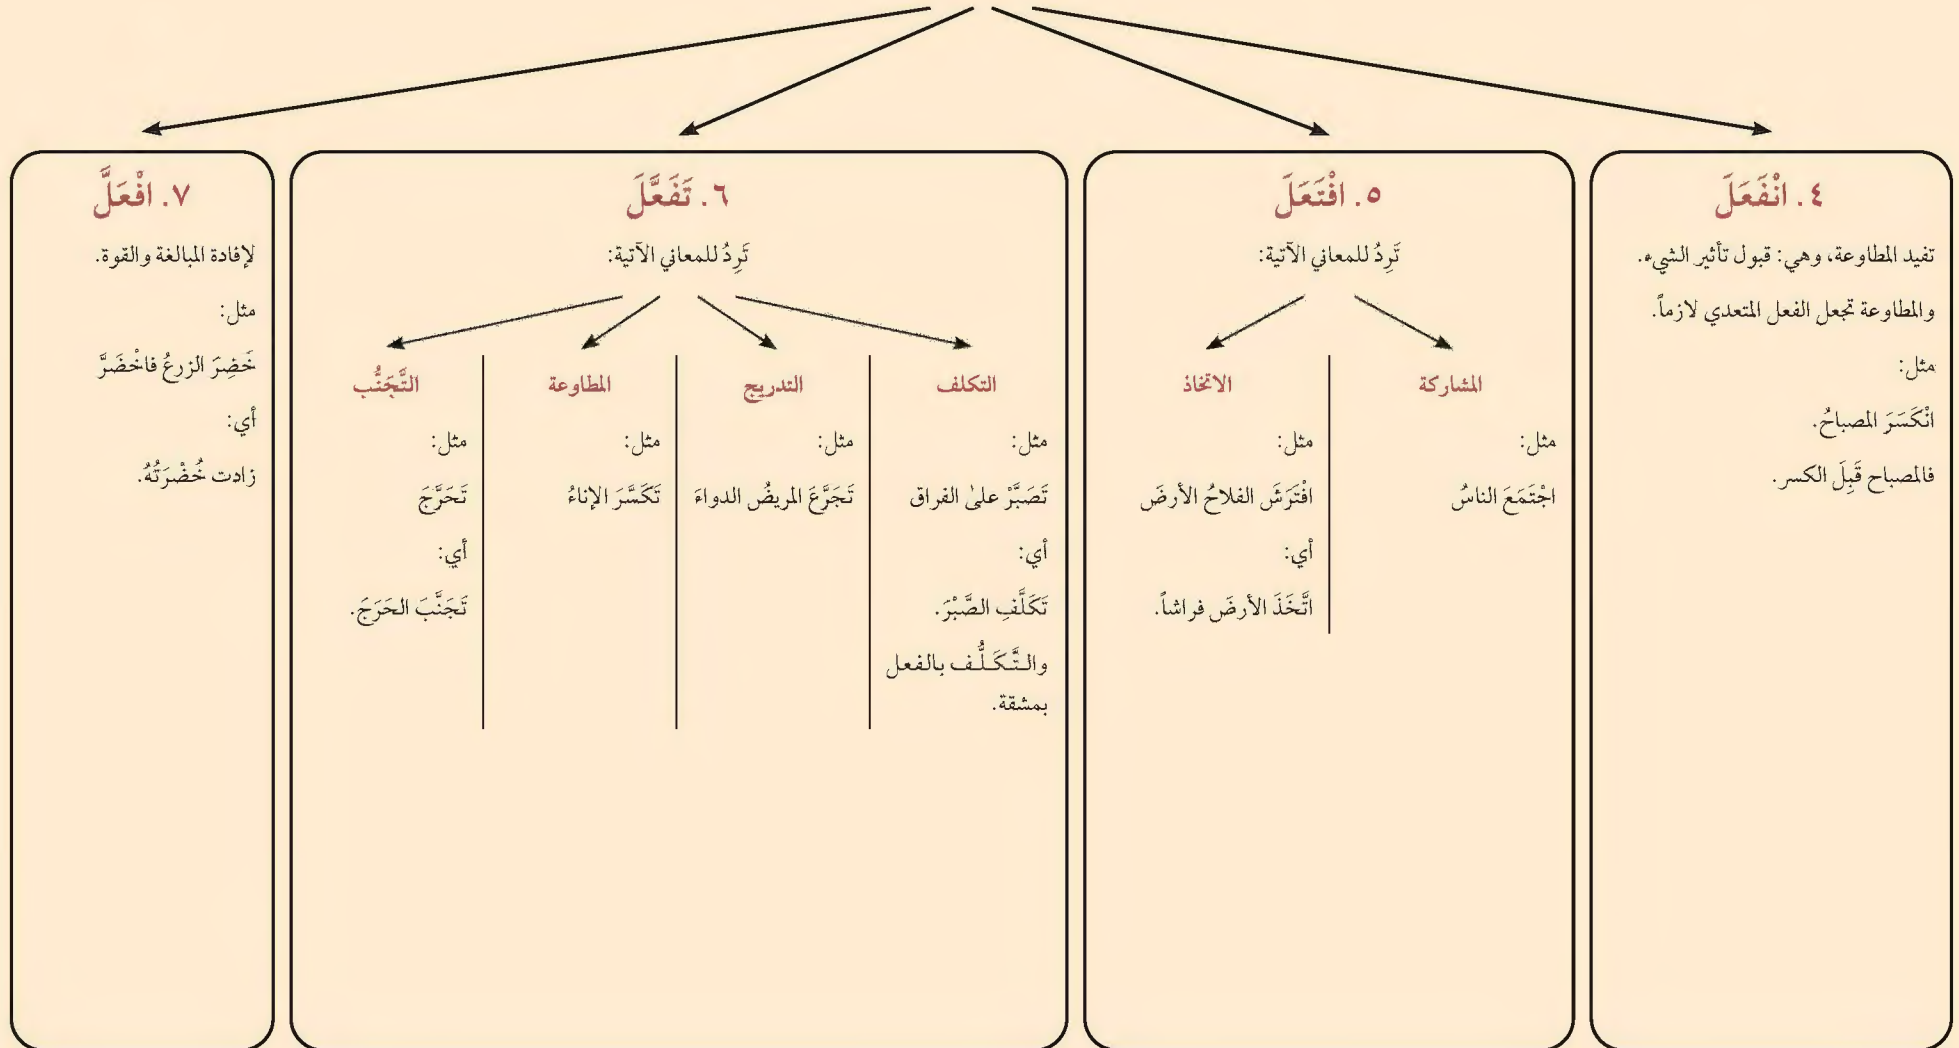 ٤. انْفَعَلَ
تفيد المطاوعة، وهي: قبول تأثير الشيء.
والمطاوعة تجعل الفعل المتعدي لازماً.
مثل:
انْكَسَرَ المصباحُ.
فالمصباح قَبِلَ الكسر.
٥. افْتَعَلَ
تَرِدُ للمعاني الآتية:
المشاركة
مثل:
اجْتَمَعَ الناسُ
الاتخاذ
مثل:
افْتَرَشَ الفلاحُ الأرضَ
أي:
اتَّخَذَ الأرضَ فراشاً.
٦. تَفَعَّلَ
تَرِدُ للمعاني الآتية:
التكلف
مثل:
تَصَبَّرْ علىٰ الفراق
أي:
تَكَلَّفِ الصَّبْرَ.
والتَّكَلُّف بالفعل
بمشقة.
التدريج
مثل:
تَجَرَّعَ المريضُ الدواءَ
المطاوعة
مثل:
تَكَسَّرَ الإناءُ
التَّجَنُّب
مثل:
تَحَرَّجَ
أي:
تَجَنَّبَ الحَرَجَ.
٧. افْعَلَّ
لإفادة المبالغة والقوة.
مثل:
خَضِرَ الزرعُ فاخْضَرَّ
أي:
زادت خُضْرَتُهُ.